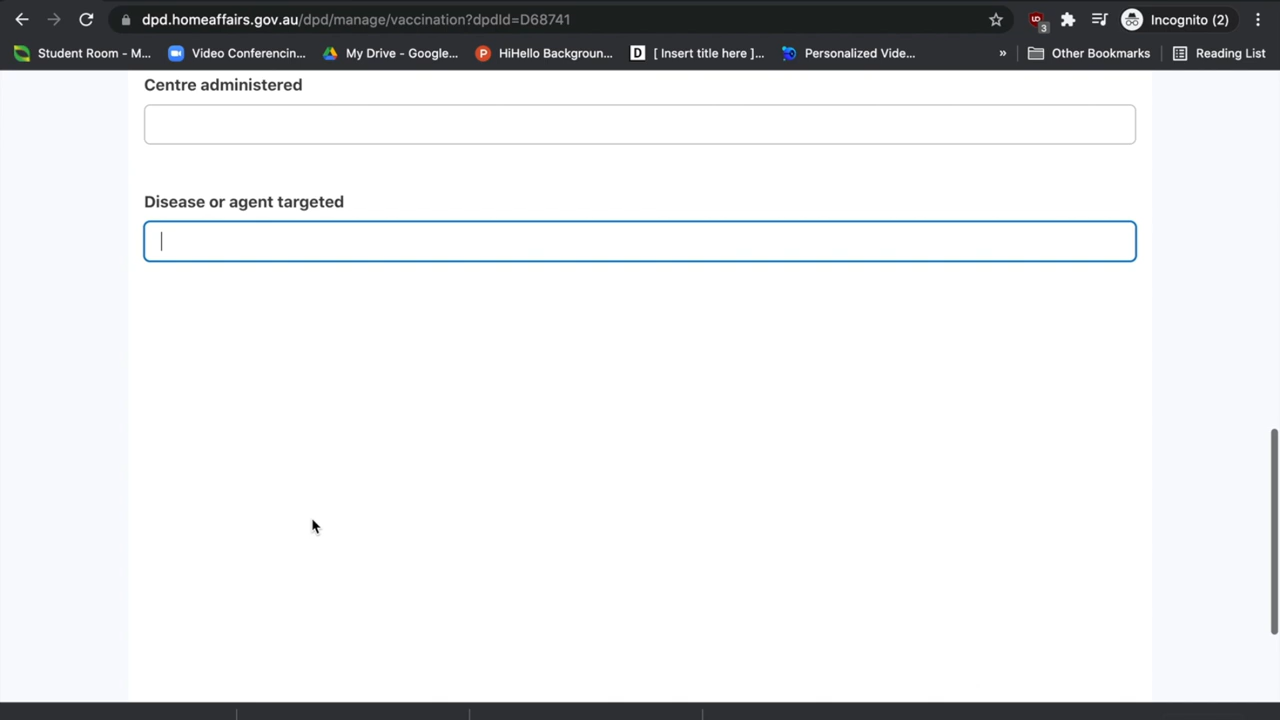 dpd.homeaffairs.gov.au/dpd/manage/vaccination?dpdId=D68741
3
Incognito (2)
Student Room - M...
Video Conferencin...
My Drive - Google...
P
HiHello Backgroun...
D
[ Insert title here ]...
Personalized Vide...
»
Other Bookmarks
Reading List
Centre administered
Disease or agent targeted